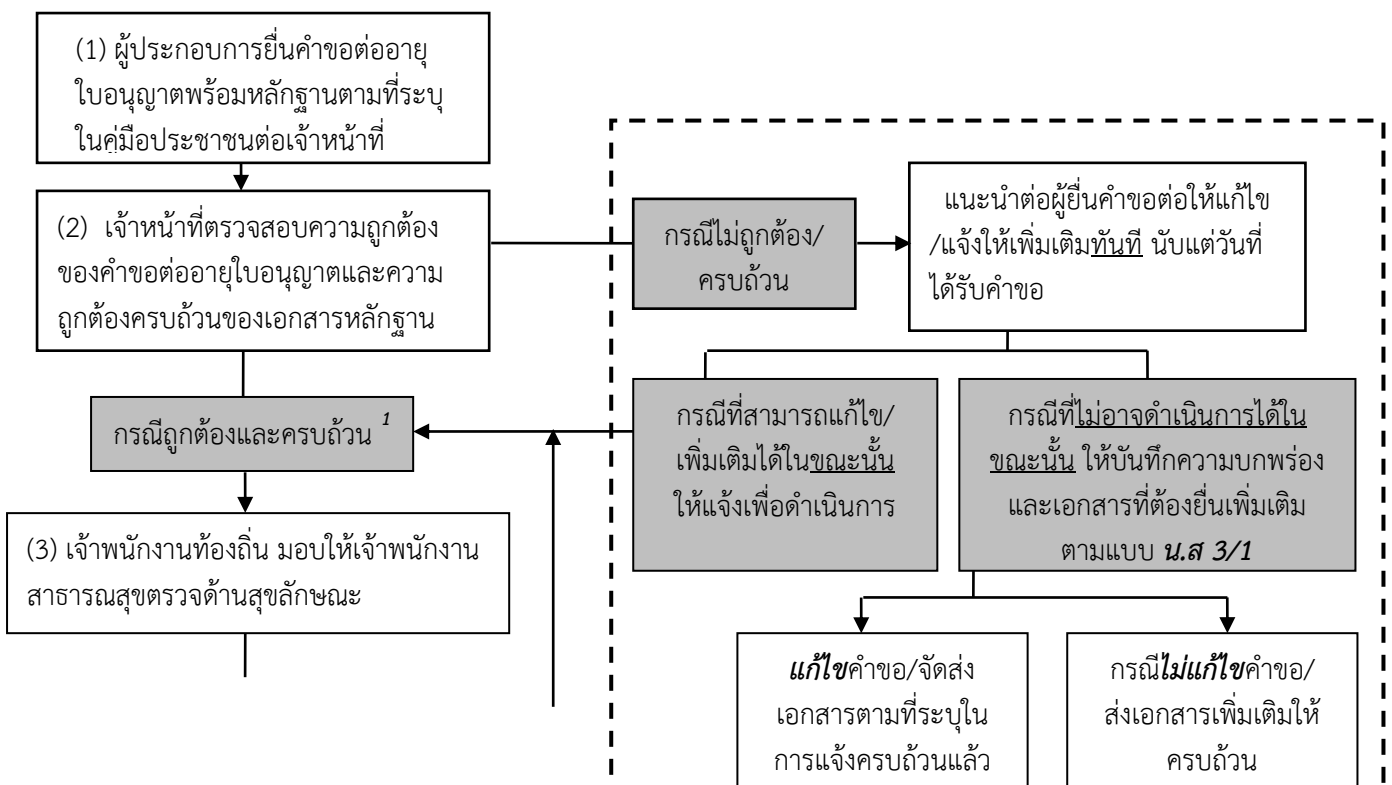 (1) ผู้ประกอบการยื่นคำขอต่ออายุ
ใบอนุญาตพร้อมหลักฐานตามที่ระบุ
ในคู่มือประชาชนต่อเจ้าหน้าที่
(2) เจ้าหน้าที่ตรวจสอบความถูกต้อง
ของคำขอต่ออายุใบอนุญาตและความ
ถูกต้องครบถ้วนของเอกสารหลักฐาน
กรณีไม่ถูกต้อง/
ครบถ้วน
แนะนำต่อผู้ยื่นคำขอต่อให้แก้ไข
/แจ้งให้เพิ่มเติมทันที นับแต่วันที่
ได้รับคำขอ
กรณีถูกต้องและครบถ้วน 1
กรณีที่สามารถแก้ไข/
เพิ่มเติมได้ในขณะนั้น
ให้แจ้งเพื่อดำเนินการ
กรณีที่ไม่อาจดำเนินการได้ใน
ขณะนั้น ให้บันทึกความบกพร่อง
และเอกสารที่ต้องยื่นเพิ่มเติม
ตามแบบ น.ส 3/1
(3) เจ้าพนักงานท้องถิ่น มอบให้เจ้าพนักงาน
สาธารณสุขตรวจด้านสุขลักษณะ
แก้ไขคำขอ/จัดส่ง
เอกสารตามที่ระบุใน
การแจ้งครบถ้วนแล้ว
กรณีไม่แก้ไขคำขอ/
ส่งเอกสารเพิ่มเติมให้
ครบถ้วน